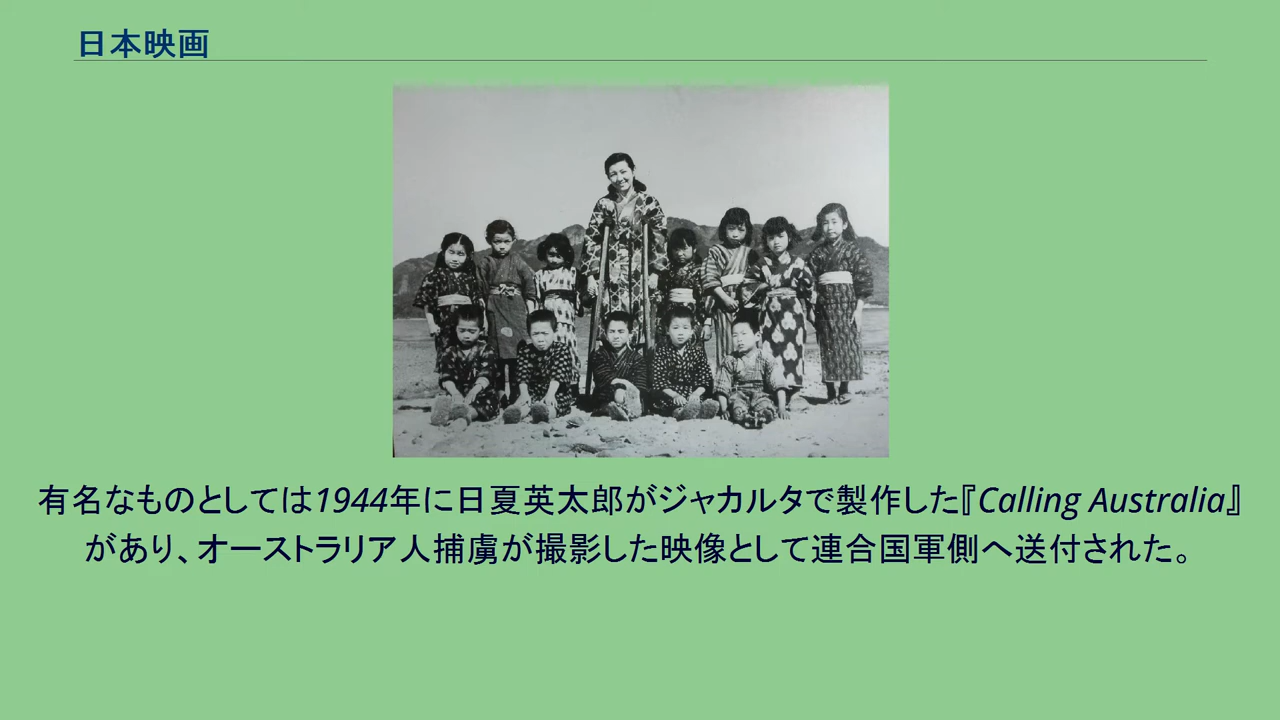 日本映画
有名なものとしては1944年に日夏英太郎がジャカルタで製作した『Calling Australia』
があり、オーストラリア人捕虜が撮影した映像として連合国軍側へ送付された。